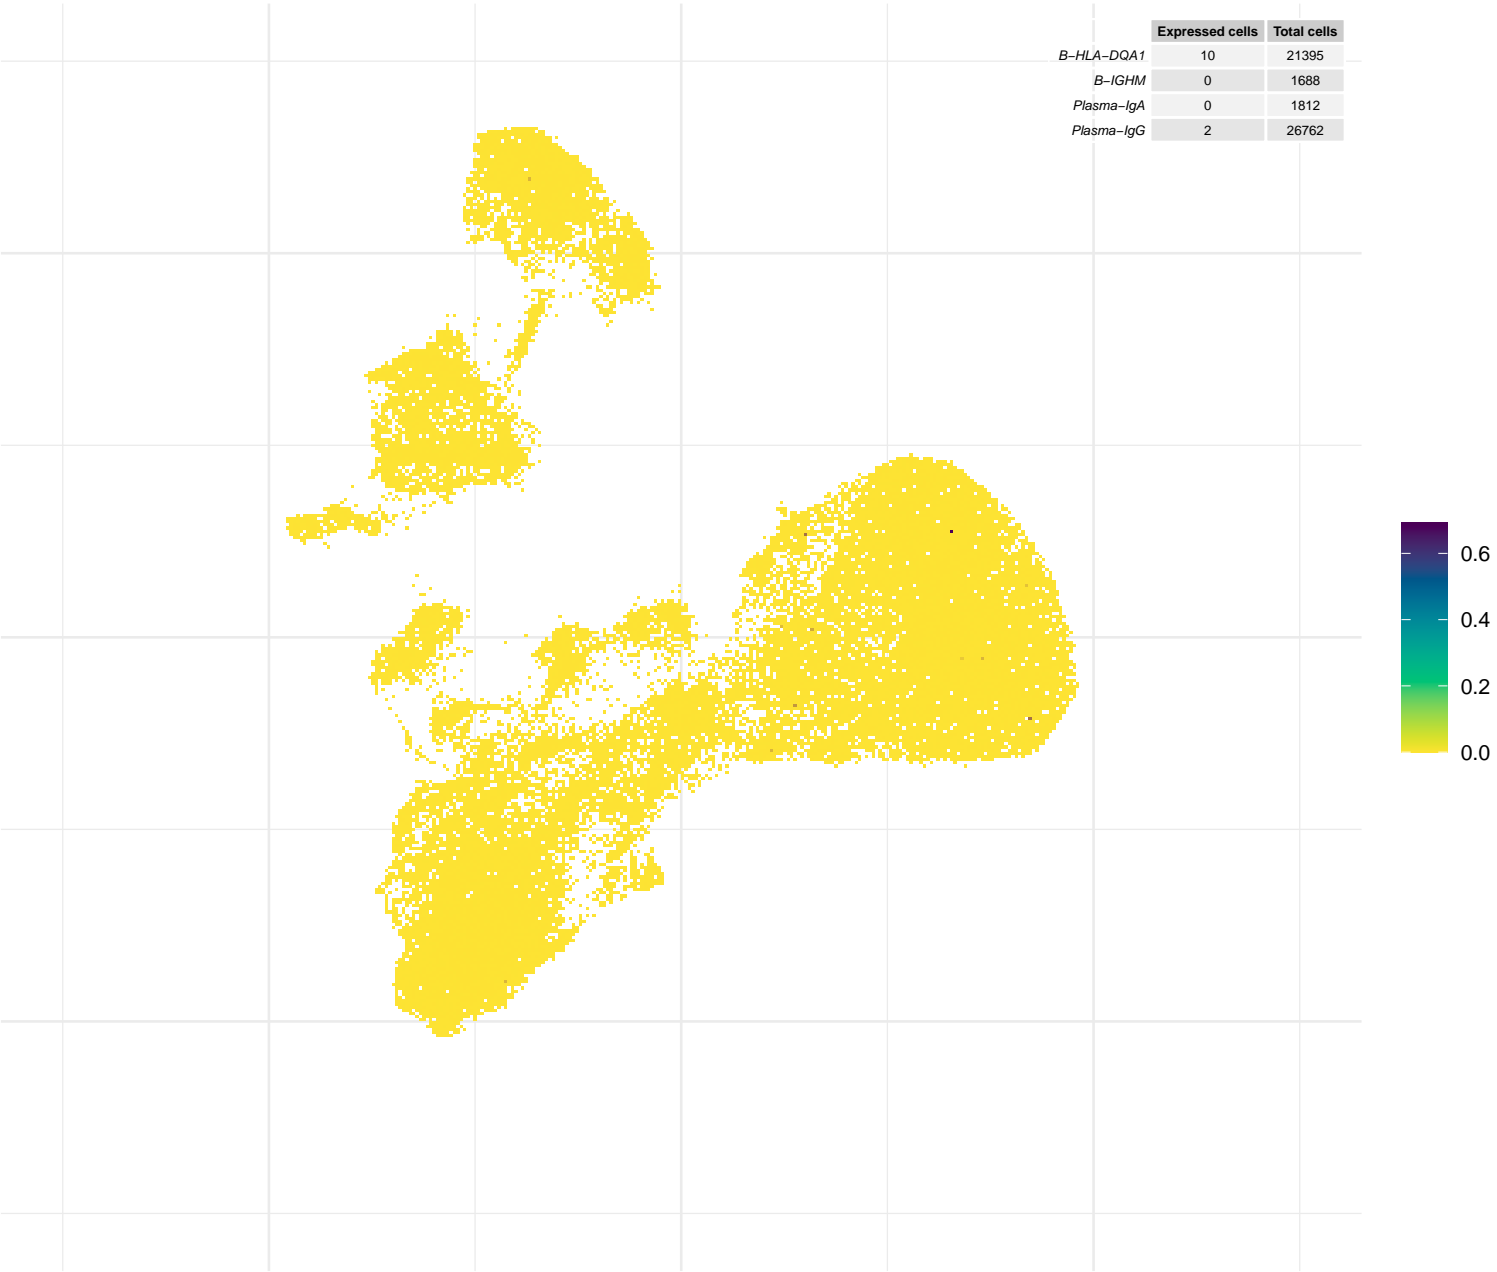 Expressed cells Total cells
B−HLA−DQA1 10 21395
B−IGHM 0 1688
Plasma−IgA 0 1812
Plasma−IgG 2 26762
0.6
0.4
0.2
0.0